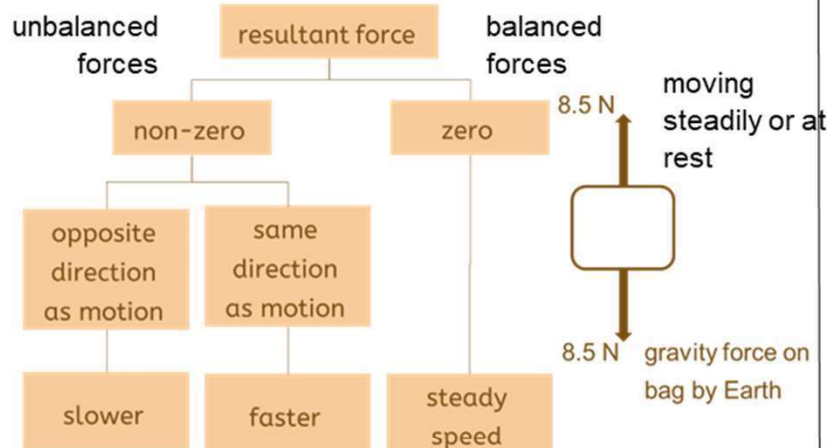 unbalanced
forces
resultant force
balanced
forces
non-zero
zero
8.5 N
moving
steadily or at
rest
opposite
direction
as motion
same
direction
as motion
8.5 N
gravity force on
bag by Earth
slower
faster
steady
speed